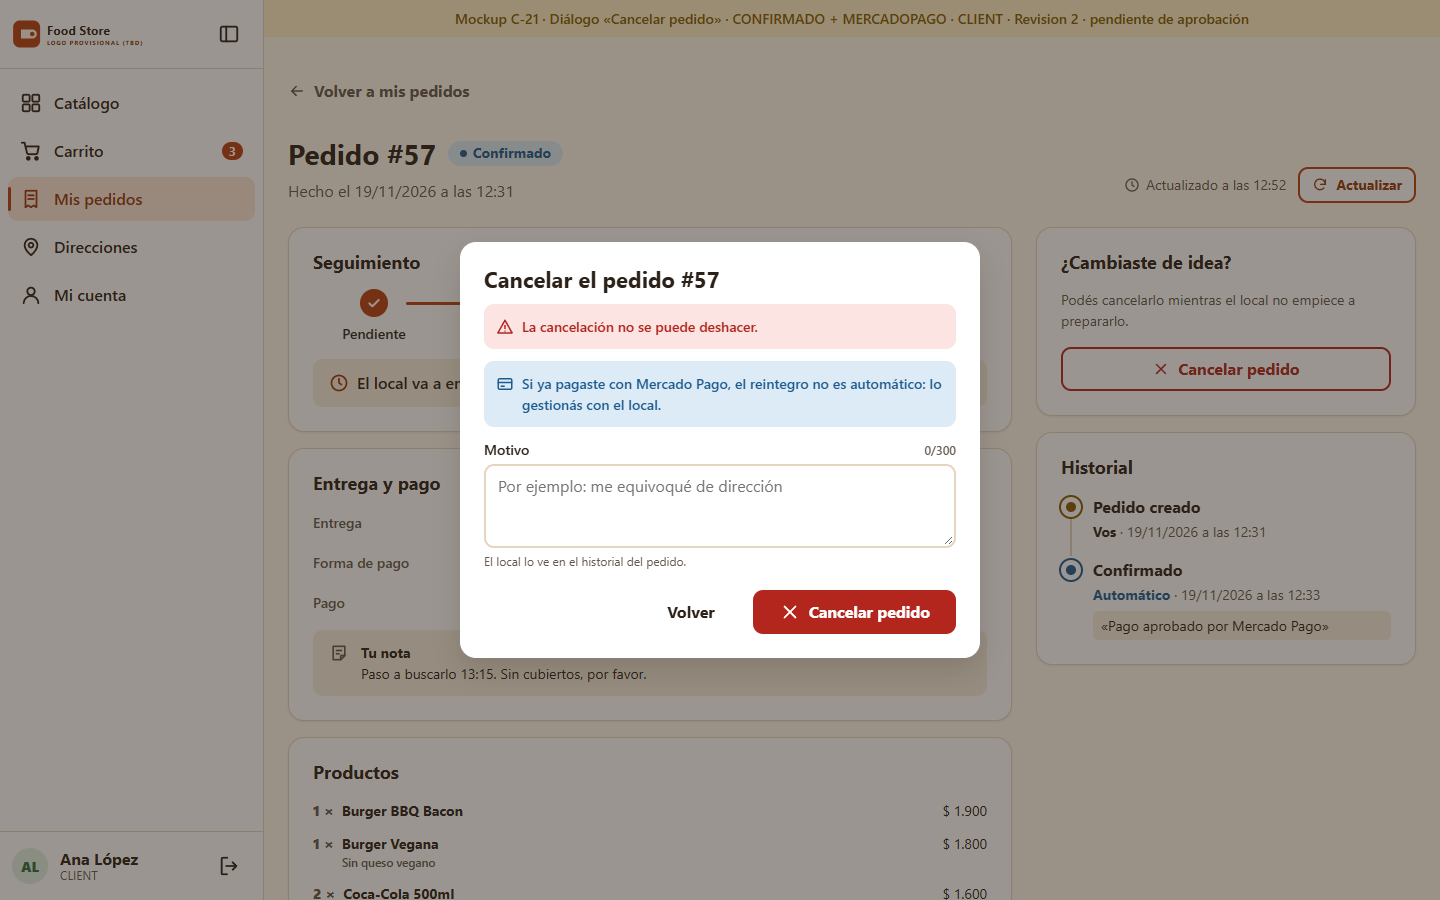 Food Store
LOGO PROVISIONAL (TBD)
Catálogo
Carrito
3
Mis pedidos
Direcciones
Mi cuenta
AL
Ana López
CLIENT
Mockup C-21 · Diálogo «Cancelar pedido» · CONFIRMADO + MERCADOPAGO · CLIENT · Revision 2 · pendiente de aprobación
Volver a mis pedidos
Pedido #57
Confirmado
Hecho el 19/11/2026 a las 12:31
Actualizado a las 12:52
Actualizar
Seguimiento
Pendiente
El local va a en
Entrega y pago
Entrega
Forma de pago
Pago
Tu nota
Paso a buscarlo 13:15. Sin cubiertos, por favor.
Productos
1 × Burger BBQ Bacon $ 1.900
1 × Burger Vegana $ 1.800
Sin queso vegano
2 × Coca-Cola 500ml $ 1.600
Cancelar el pedido #57
La cancelación no se puede deshacer.
Si ya pagaste con Mercado Pago, el reintegro no es automático: lo
gestionás con el local.
Motivo
0/300
Por ejemplo: me equivoqué de dirección
El local lo ve en el historial del pedido.
Volver
Cancelar pedido
¿Cambiaste de idea?
Podés cancelarlo mientras el local no empiece a
prepararlo.
Cancelar pedido
Historial
Pedido creado
Vos · 19/11/2026 a las 12:31
Confirmado
Automático · 19/11/2026 a las 12:33
«Pago aprobado por Mercado Pago»